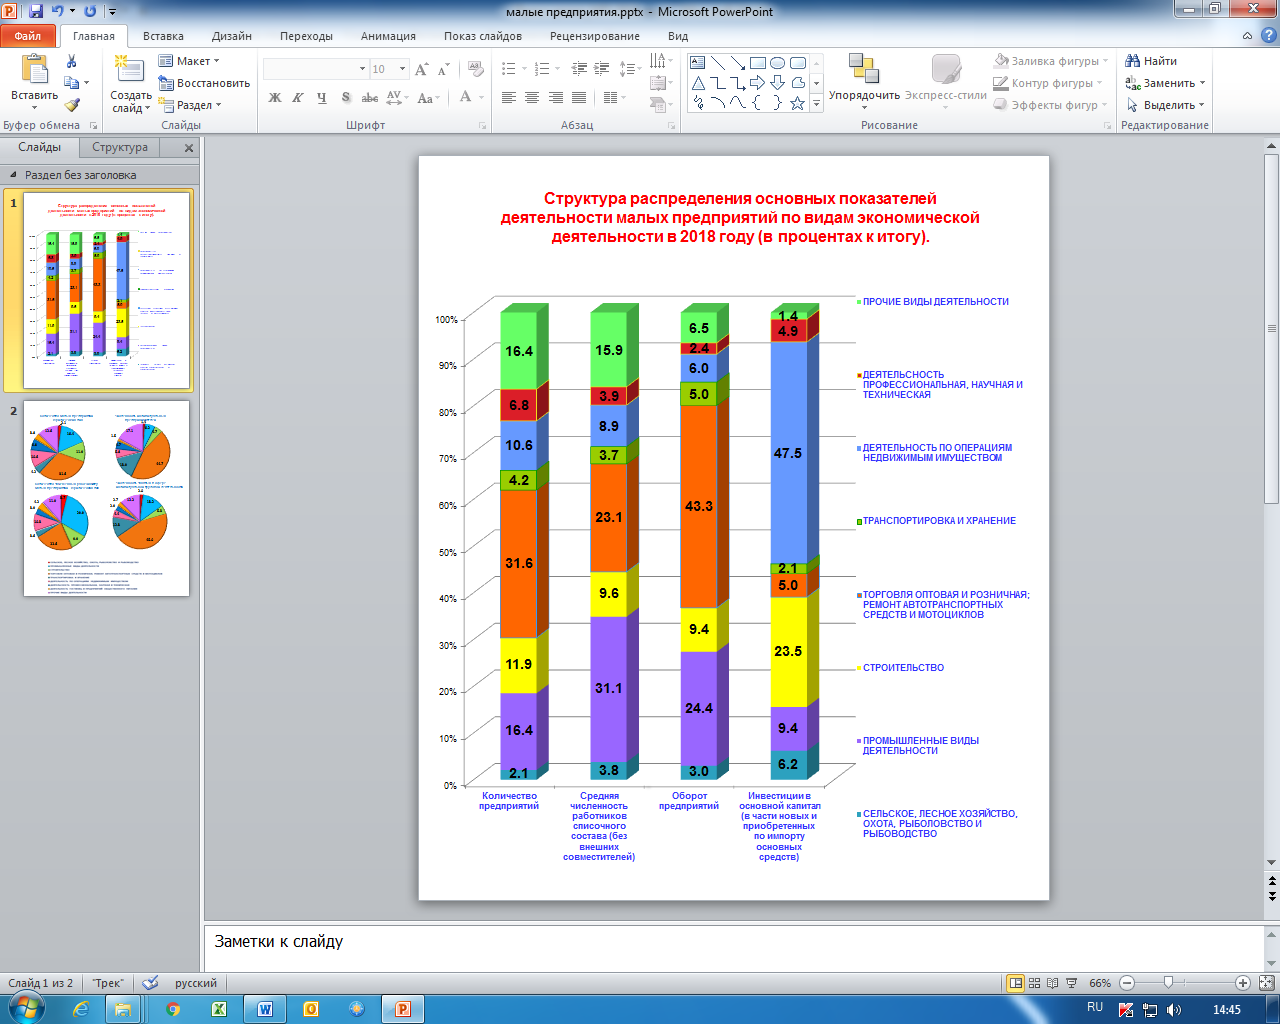 малые предприятия.pptx - Microsoft PowerPoint
Файл Главная Вставка Дизайн Переходы Анимация Показ слайдов Рецензирование Вид
Вставить
Буфер обмена
Создать слайд
Макет
Восстановить
Раздел
Слайды
10
Ж К Ч S abc AV Aa A
Шрифт
Абзац
Упорядочить
Экспресс-стили
Заливка фигуры
Контур фигуры
Эффекты фигур
Рисование
Найти
Заменить
Выделить
Редактирование
Слайды Структура
Раздел без заголовка
1
2
Структура распределения основных показателей
деятельности малых предприятий по видам экономической
деятельности в 2018 году (в процентах к итогу).
100%
90%
80%
70%
60%
50%
40%
30%
20%
10%
0%
16.4
6.8
10.6
4.2
31.6
11.9
16.4
2.1
15.9
3.9
8.9
3.7
23.1
9.6
31.1
3.8
6.5
2.4
6.0
5.0
43.3
9.4
24.4
3.0
1.4
4.9
47.5
2.1
5.0
23.5
9.4
6.2
Количество
предприятий
Средняя
численность
работников
списочного
состава (без
внешних
совместителей)
Оборот
предприятий
Инвестиции в
основной капитал
(в части новых и
приобретенных
по импорту
основных
средств)
ПРОЧИЕ ВИДЫ ДЕЯТЕЛЬНОСТИ
ДЕЯТЕЛЬСНОСТЬ
ПРОФЕССИОНАЛЬНАЯ, НАУЧНАЯ И
ТЕХНИЧЕСКАЯ
ДЕЯТЕЛЬНОСТЬ ПО ОПЕРАЦИЯМ
НЕДВИЖИМЫМ ИМУЩЕСТВОМ
ТРАНСПОРТИРОВКА И ХРАНЕНИЕ
ТОРГОВЛЯ ОПТОВАЯ И РОЗНИЧНАЯ;
РЕМОНТ АВТОТРАНСПОРТНЫХ
СРЕДСТВ И МОТОЦИКЛОВ
СТРОИТЕЛЬСТВО
ПРОМЫШЛЕННЫЕ ВИДЫ
ДЕЯТЕЛЬНОСТИ
СЕЛЬСКОЕ, ЛЕСНОЕ ХОЗЯЙСТВО,
ОХОТА, РЫБОЛОВСТВО И
РЫБОВОДСТВО
Заметки к слайду
Слайд 1 из 2 "Трек" русский 66%
RU 14:45